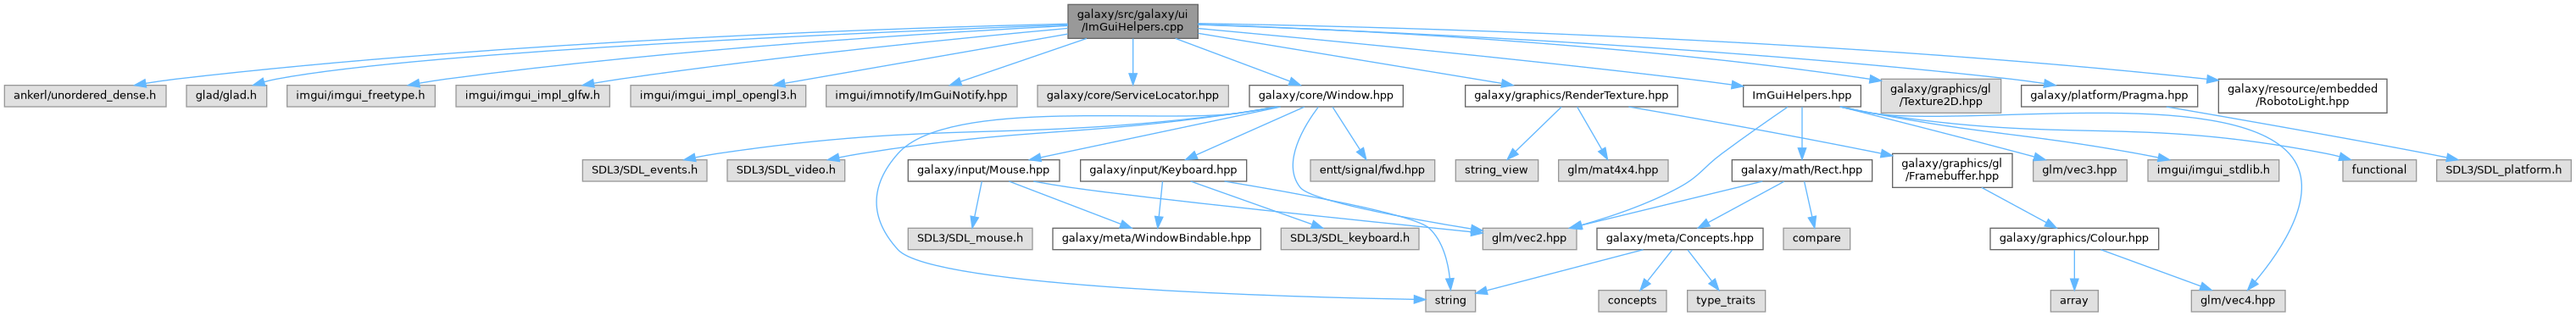 galaxy/src/galaxy/ui
/ImGuiHelpers.cpp
ankerl/unordered_dense.h
glad/glad.h
imgui/imgui_freetype.h
imgui/imgui_impl_glfw.h
imgui/imgui_impl_opengl3.h
imgui/imnotify/ImGuiNotify.hpp
galaxy/core/ServiceLocator.hpp
galaxy/core/Window.hpp
galaxy/graphics/RenderTexture.hpp
ImGuiHelpers.hpp
galaxy/graphics/gl
/Texture2D.hpp
galaxy/platform/Pragma.hpp
galaxy/resource/embedded
/RobotoLight.hpp
SDL3/SDL_events.h
SDL3/SDL_video.h
galaxy/input/Mouse.hpp
galaxy/input/Keyboard.hpp
entt/signal/fwd.hpp
string_view
glm/mat4x4.hpp
galaxy/graphics/gl
/Framebuffer.hpp
galaxy/math/Rect.hpp
glm/vec3.hpp
imgui/imgui_stdlib.h
functional
SDL3/SDL_platform.h
SDL3/SDL_mouse.h
galaxy/meta/WindowBindable.hpp
SDL3/SDL_keyboard.h
glm/vec2.hpp
galaxy/meta/Concepts.hpp
compare
galaxy/graphics/Colour.hpp
string
concepts
type_traits
array
glm/vec4.hpp